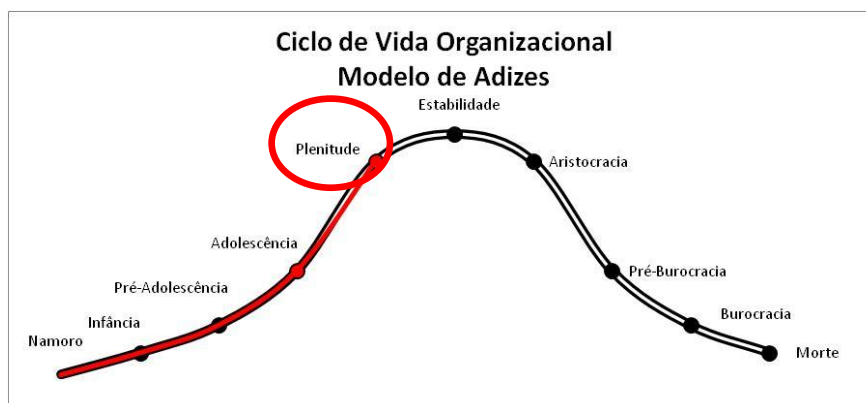 Ciclo de Vida Organizacional
Modelo de Adizes
Estabilidade
Plenitude
Aristocracia
Adolescência
Pré-Adolescência
Pré-Burocracia
Infância
Burocracia
Namoro
Morte